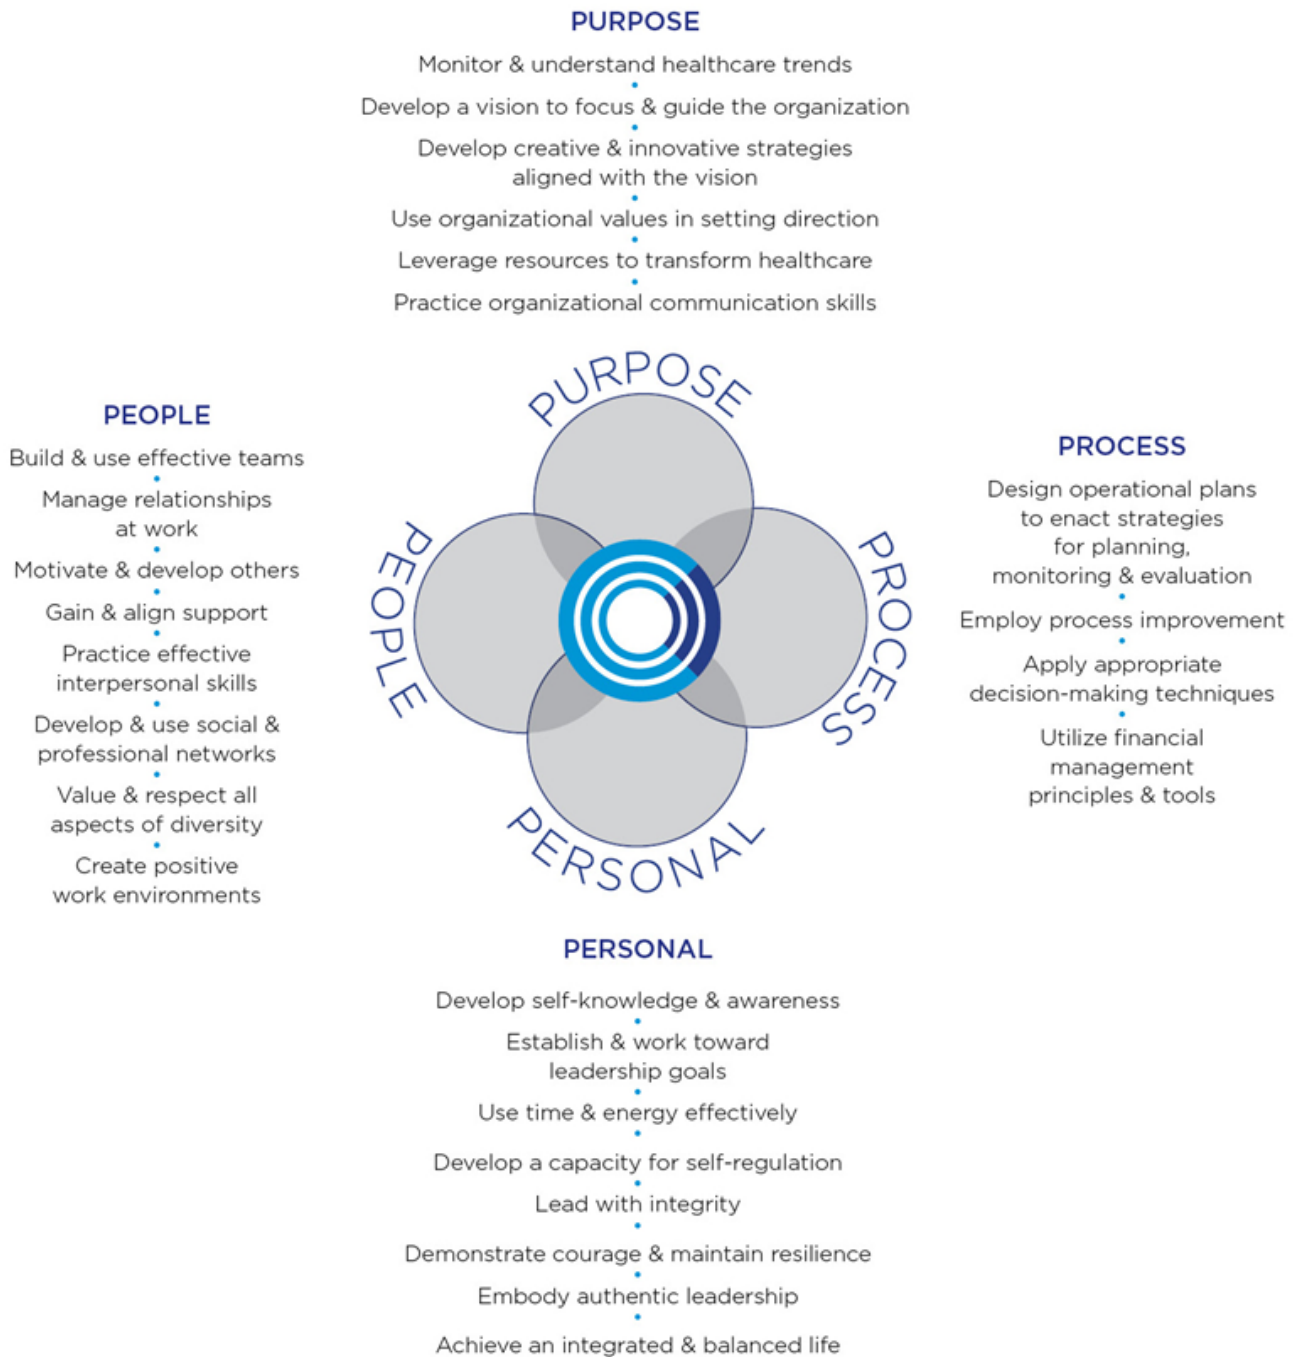 PURPOSE
Monitor & understand healthcare trends
Develop a vision to focus & guide the organization
Develop creative & innovative strategies
aligned with the vision
Use organizational values in setting direction
Leverage resources to transform healthcare
Practice organizational communication skills
PURPOSE
PEOPLE
PROCESS
PERSONAL
PEOPLE
Build & use effective teams
Manage relationships
at work
Motivate & develop others
Gain & align support
Practice effective
interpersonal skills
Develop & use social &
professional networks
Value & respect all
aspects of diversity
Create positive
work environments
PROCESS
Design operational plans
to enact strategies
for planning,
monitoring & evaluation
Employ process improvement
Apply appropriate
decision-making techniques
Utilize financial
management
principles & tools
PERSONAL
Develop self-knowledge & awareness
Establish & work toward
leadership goals
Use time & energy effectively
Develop a capacity for self-regulation
Lead with integrity
Demonstrate courage & maintain resilience
Embody authentic leadership
Achieve an integrated & balanced life